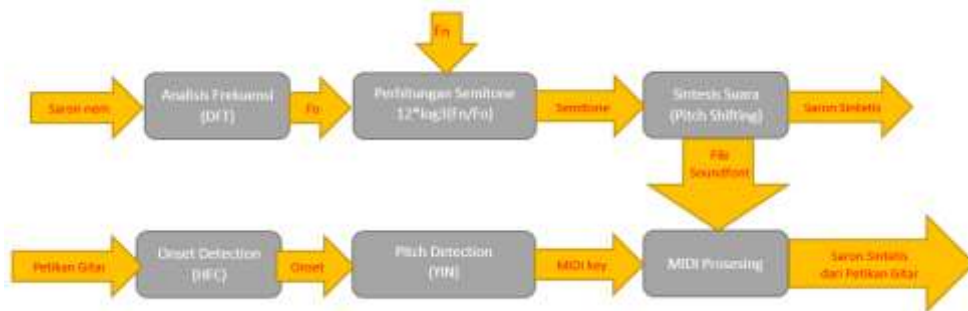 Fn
Saron nem
Analisis Frekuensi
(DFT)
Fo
Perhitungan Semitone
12*log2(Fn/Fo)
Semitone
Sintesis Suara
(Pitch Shifting)
Saron Sintetis
File
Soundfont
Petikan Gitar
Onset Detection
(HFC)
Onset
Pitch Detection
(YIN)
MIDI key
MIDI Prosesing
Saron Sintetis
dari Petikan Gitar